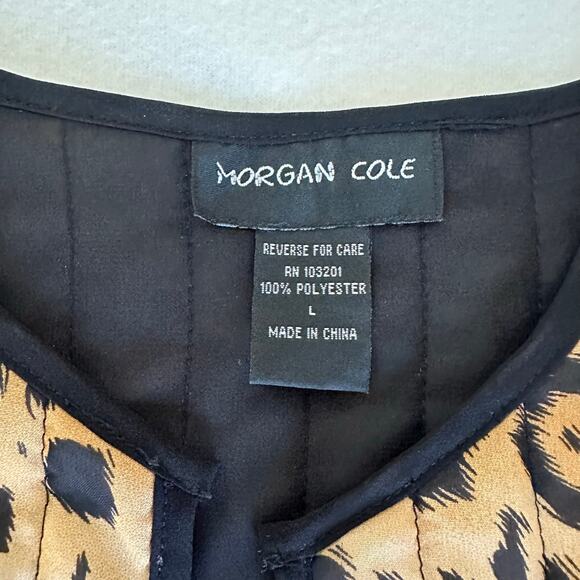 MORGAN COLE
REVERSE FOR CARE
RN 103201
100% POLYESTER
L
MADE IN CHINA